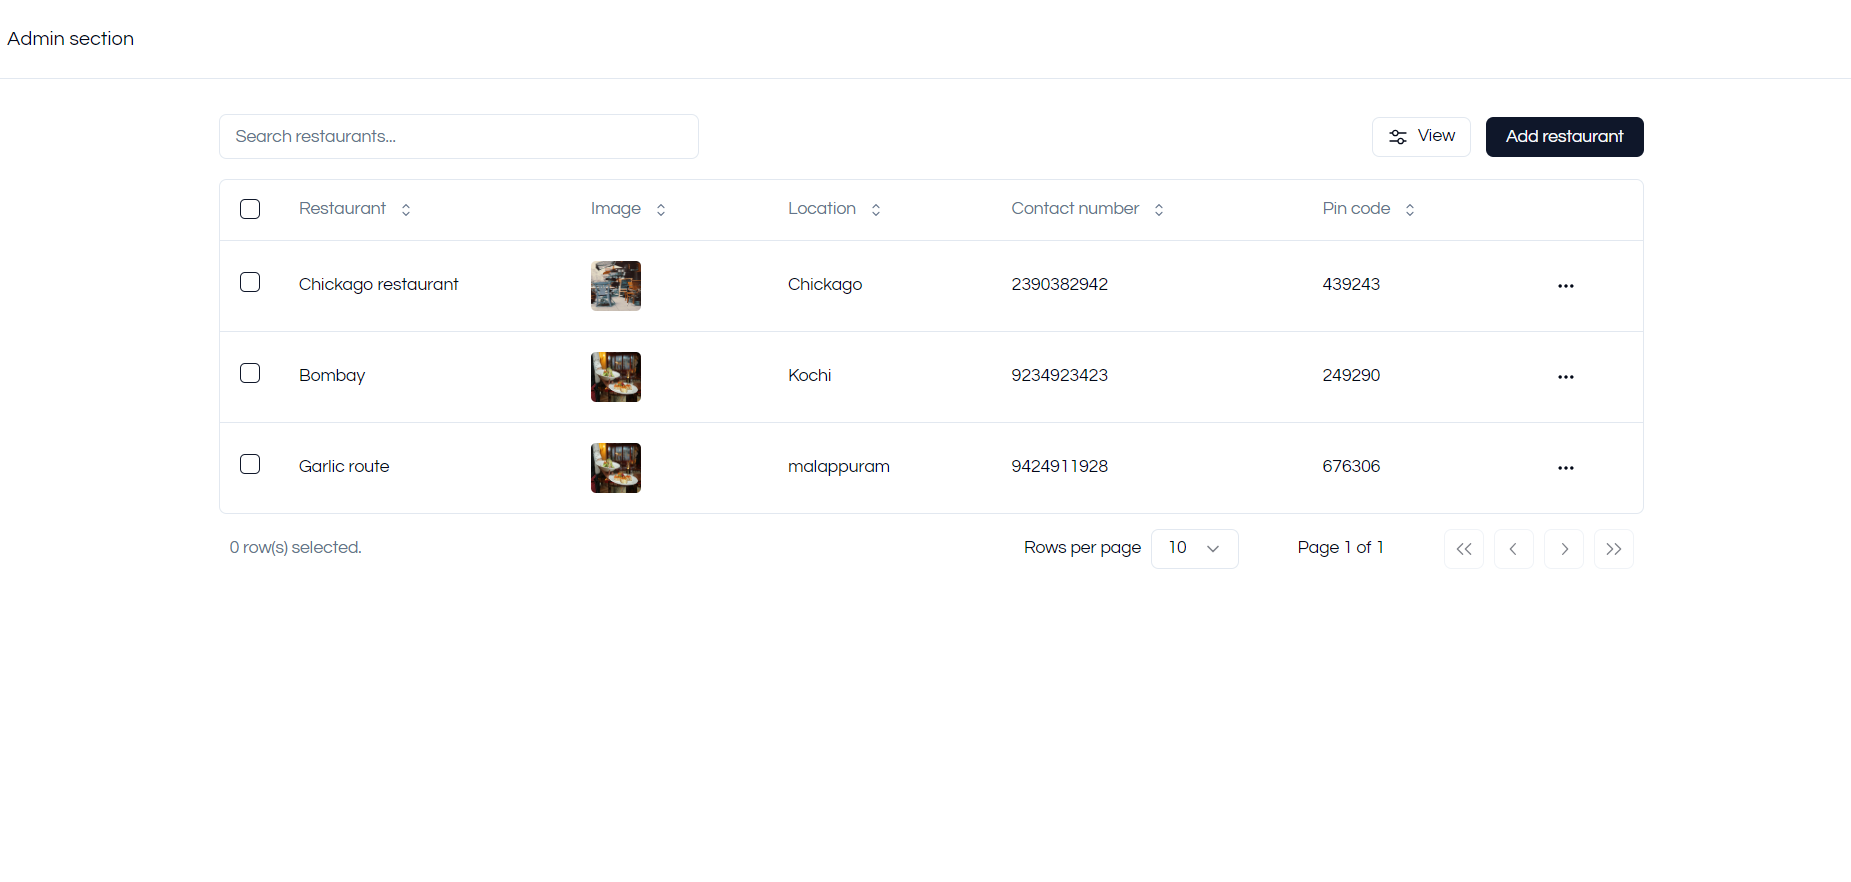 Admin section
Search restaurants...
View
Add restaurant
Restaurant Image Location Contact number Pin code
Chickago restaurant Chickago 2390382942 439243
Bombay Kochi 9234923423 249290
Garlic route malappuram 9424911928 676306
0 row(s) selected.
Rows per page 10 Page 1 of 1